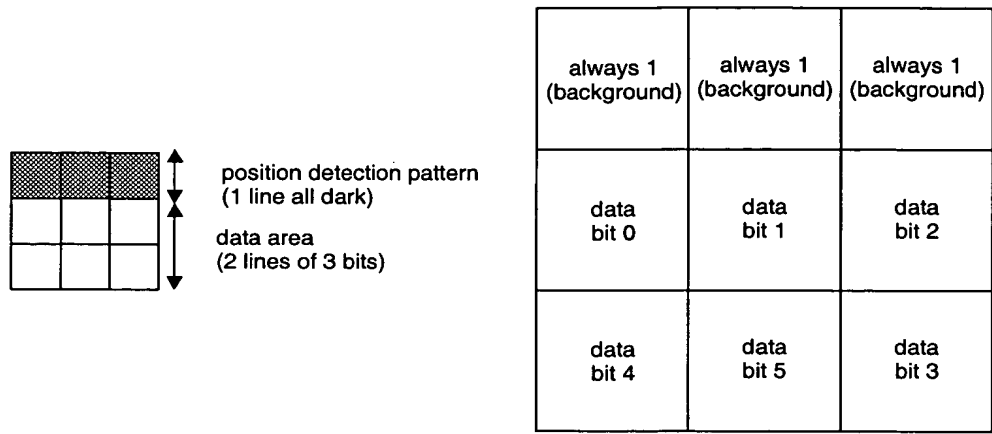 position detection pattern
(1 line all dark)
data area
(2 lines of 3 bits)
always 1
(background)
always 1
(background)
always 1
(background)
data
bit 0
data
bit 1
data
bit 2
data
bit 4
data
bit 5
data
bit 3